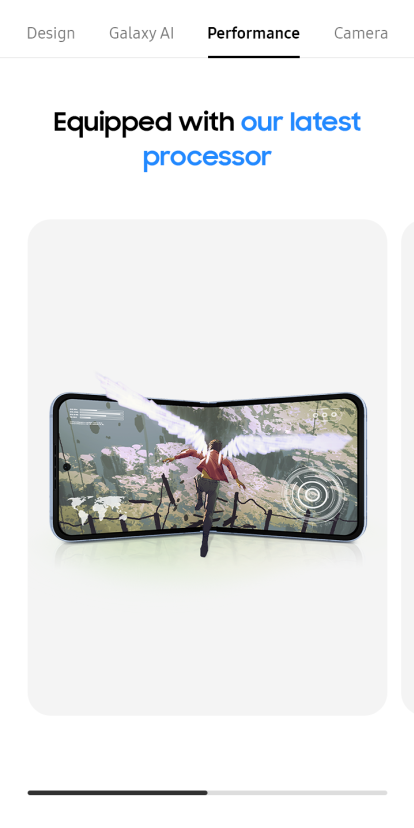 Design
Galaxy AI
Performance
Camera
Equipped with our latest
processor